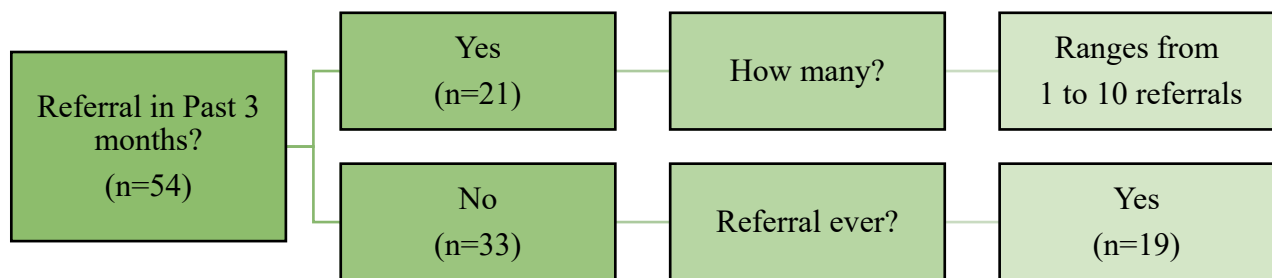 Referral in Past 3
months?
(n=54)
Yes
(n=21)
How many?
Ranges from
1 to 10 referrals
No
(n=33)
Referral ever?
Yes
(n=19)